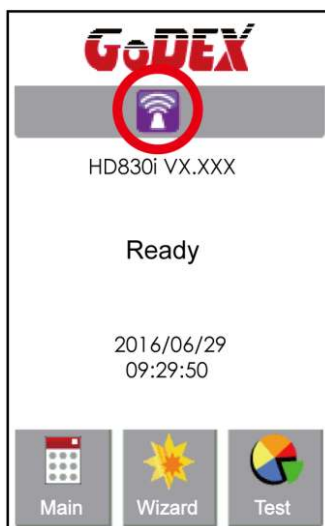 GoDEX
HD830i VX.XXX
Ready
2016/06/29
09:29:50
Main
Wizard
Test